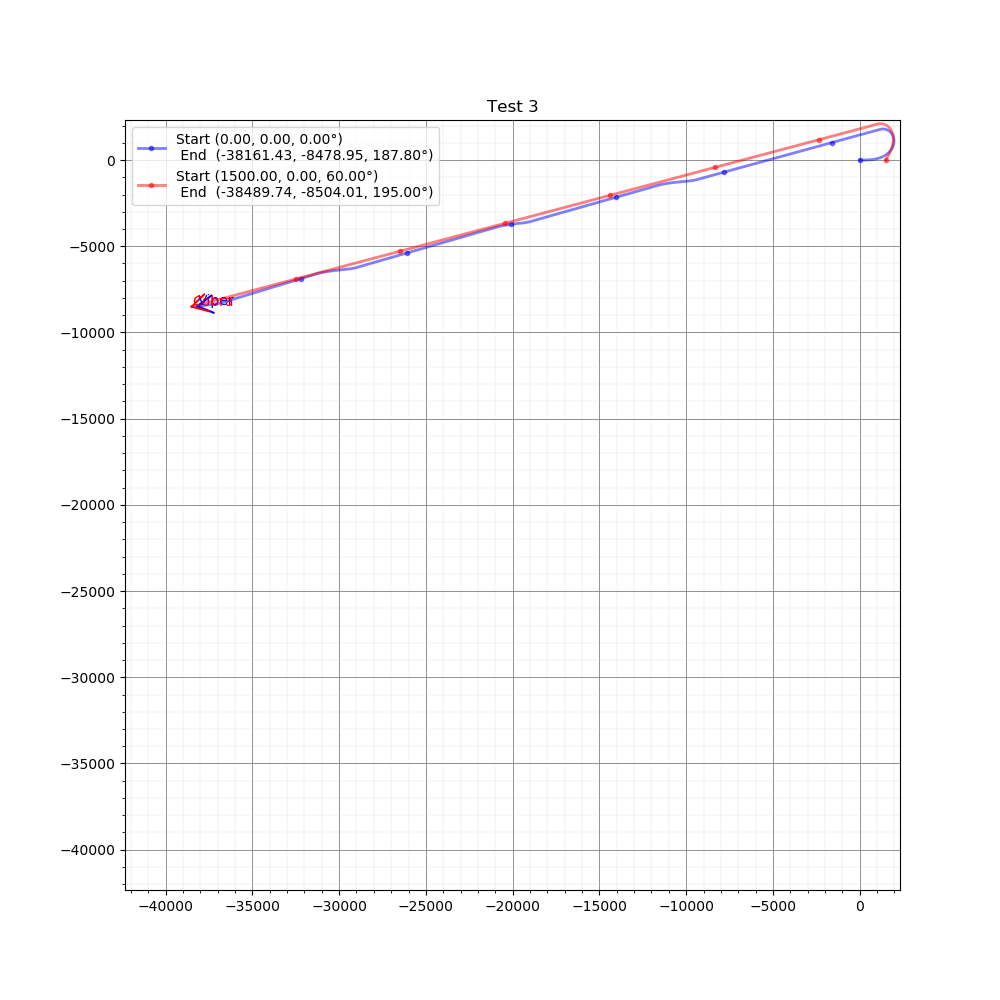 Test 3
Start (0.00, 0.00, 0.00°)
End  (-38161.43, -8478.95, 187.80°)
Start (1500.00, 0.00, 60.00°)
End  (-38489.74, -8504.01, 195.00°)
0
−5000
−10000
−15000
−20000
−25000
−30000
−35000
−40000
−40000 −35000 −30000 −25000 −20000 −15000 −10000 −5000 0